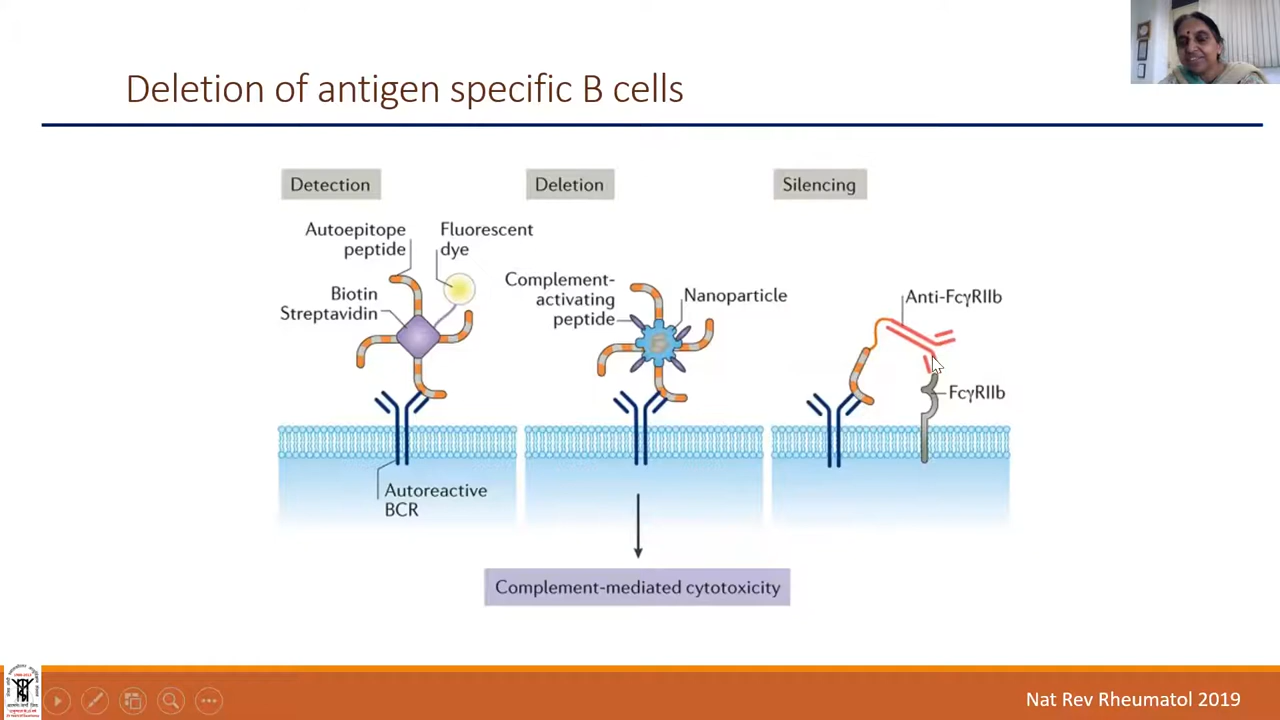 Deletion of antigen specific B cells
Detection
Autoepitope
peptide
Fluorescent
dye
Biotin
Streptavidin
Autoreactive
BCR
Deletion
Complement-
activating
peptide
Nanoparticle
Complement-mediated cytotoxicity
Silencing
Anti-FcγRIIb
FcγRIIb
Nat Rev Rheumatol 2019